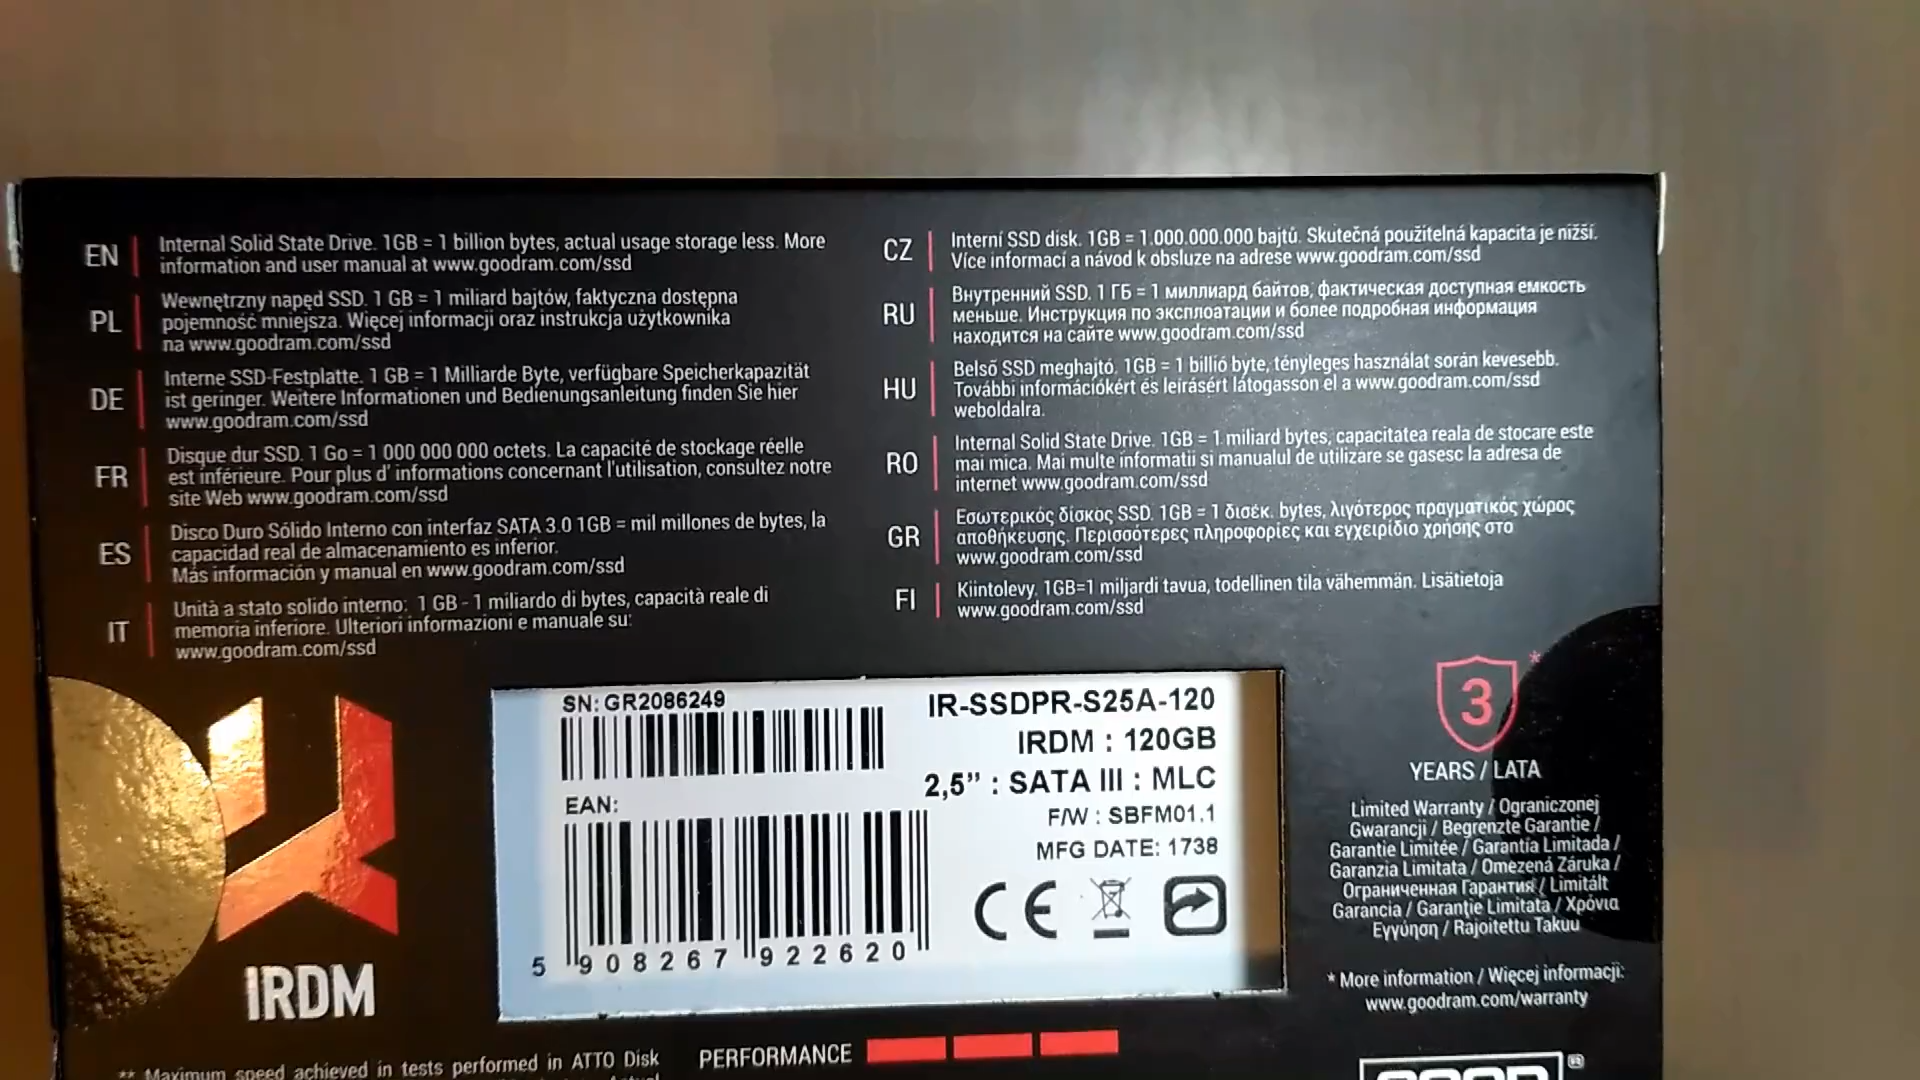 EN
Internal Solid State Drive. 1GB = 1 billion bytes, actual usage storage less. More
information and user manual at www.goodram.com/ssd
PL
Wewnętrzny napęd SSD. 1 GB = 1 miliard bajtów, faktyczna dostępna
pojemność mniejsza. Więcej informacji oraz instrukcja użytkownika
na www.goodram.com/ssd
DE
Interne SSD-Festplatte. 1 GB = 1 Milliarde Byte, verfügbare Speicherkapazität
ist geringer. Weitere Informationen und Bedienungsanleitung finden Sie hier
www.goodram.com/ssd
FR
Disque dur SSD. 1 Go = 1 000 000 000 octets. La capacité de stockage réelle
est inférieure. Pour plus d' informations concernant l'utilisation, consultez notre
site Web www.goodram.com/ssd
ES
Disco Duro Sólido Interno con interfaz SATA 3.0 1GB = mil millones de bytes, la
capacidad real de almacenamiento es inferior.
Más información y manual en www.goodram.com/ssd
IT
Unità a stato solido interno: 1 GB - 1 miliardo di bytes, capacità reale di
memoria inferiore. Ulteriori informazioni e manuale su:
www.goodram.com/ssd
CZ
Interní SSD disk. 1GB = 1.000.000.000 bajtů. Skutečná použitelná kapacita je nižší.
Více informací a návod k obsluze na adrese www.goodram.com/ssd
RU
Внутренний SSD. 1 ГБ = 1 миллиард байтов, фактическая доступная емкость
меньше. Инструкция по эксплоатации и более подробная информация
находится на сайте www.goodram.com/ssd
HU
Belső SSD meghajtó. 1GB = 1 billió byte, tényleges használat során kevesebb.
További információkért és leírásért látogasson el a www.goodram.com/ssd
weboldalra.
RO
Internal Solid State Drive. 1GB = 1 miliard bytes, capacitatea reala de stocare este
mai mica. Mai multe informatii si manualul de utilizare se gasesc la adresa de
internet www.goodram.com/ssd
GR
Εσωτερικός δίσκος SSD. 1GB = 1 δισέκ. bytes, λιγότερος πραγματικός χώρος
αποθήκευσης. Περισσότερες πληροφορίες και εγχειρίδιο χρήσης στο
www.goodram.com/ssd
FI
Kiintolevy. 1GB=1 miljardi tavua, todellinen tila vähemmän. Lisätietoja
www.goodram.com/ssd
IRDM
SN: GR2086249
EAN:
5 908267 922620
IR-SSDPR-S25A-120
IRDM : 120GB
2,5" : SATA III : MLC
F/W : SBFM01.1
MFG DATE: 1738
CE
3*
YEARS / LATA
Limited Warranty / Ograniczonej
Gwarancji / Begrenzte Garantie /
Garantie Limitée / Garantía Limitada /
Garanzia Limitata / Omezená Záruka /
Ограниченная Гарантия / Limitált
Garancia / Garanţie Limitata / Χρόνια
Εγγύηση / Rajoitettu Takuu
* More information / Więcej informacji:
www.goodram.com/warranty
** Maximum speed achieved in tests performed in ATTO Disk
PERFORMANCE